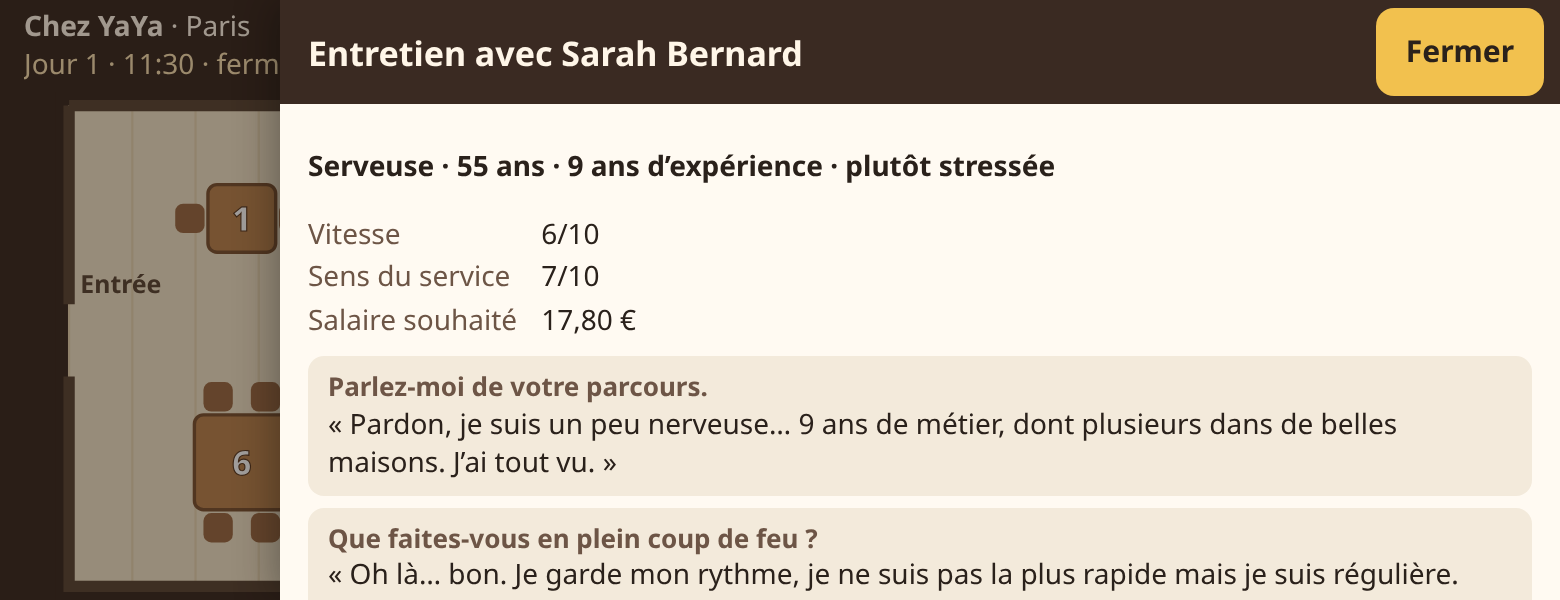 Chez YaYa · Paris
Jour 1 · 11:30 · ferm
Entretien avec Sarah Bernard
Fermer
1
Entrée
6
Serveuse · 55 ans · 9 ans d’expérience · plutôt stressée
Vitesse 6/10
Sens du service 7/10
Salaire souhaité 17,80 €
Parlez-moi de votre parcours.
« Pardon, je suis un peu nerveuse… 9 ans de métier, dont plusieurs dans de belles
maisons. J’ai tout vu. »
Que faites-vous en plein coup de feu ?
« Oh là… bon. Je garde mon rythme, je ne suis pas la plus rapide mais je suis régulière.